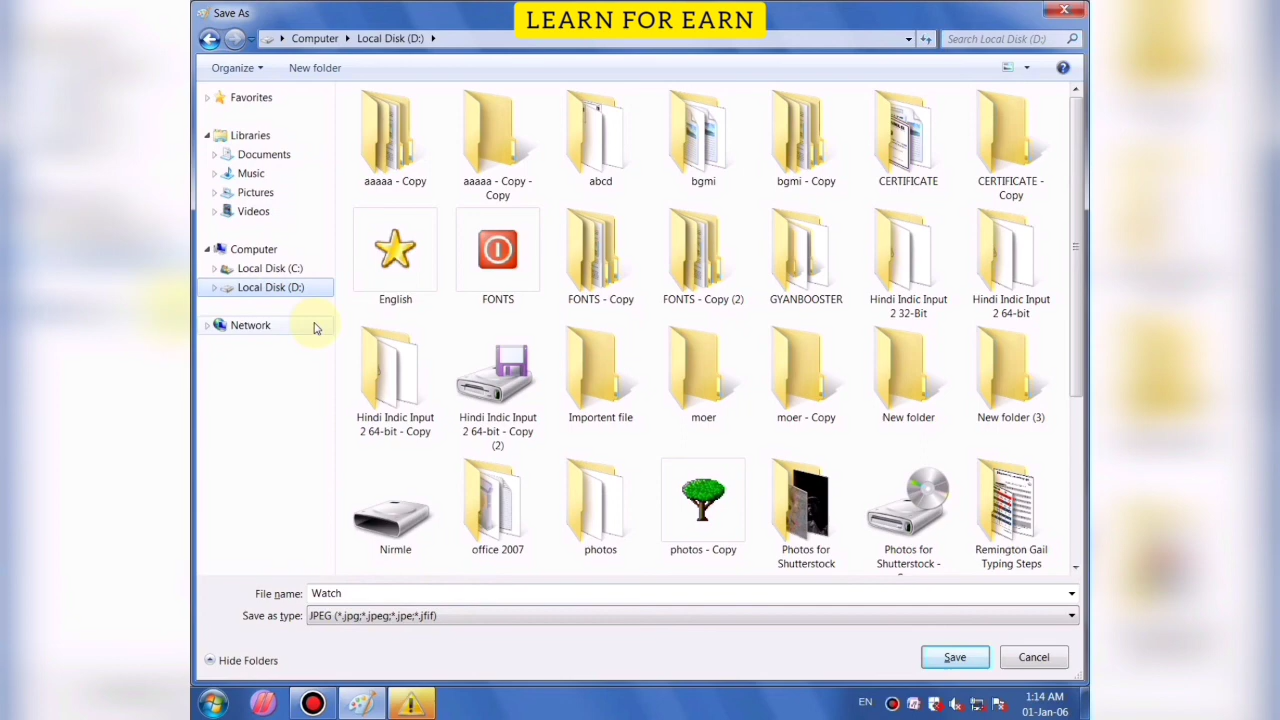 Save As
LEARN FOR EARN
Computer
Local Disk (D:)
Search Local Disk (D:)
Organize
New folder
Favorites
Libraries
Documents
Music
Pictures
Videos
Computer
Local Disk (C:)
Local Disk (D:)
Network
aaaaa - Copy
aaaaa - Copy -
Copy
abcd
bgmi
bgmi - Copy
CERTIFICATE
CERTIFICATE -
Copy
English
FONTS
FONTS - Copy
FONTS - Copy (2)
GYANBOOSTER
Hindi Indic Input
2 32-Bit
Hindi Indic Input
2 64-bit
Hindi Indic Input
2 64-bit - Copy
Hindi Indic Input
2 64-bit - Copy
(2)
Importent file
moer
moer - Copy
New folder
New folder (3)
Nirmle
office 2007
photos
photos - Copy
Photos for
Shutterstock
Photos for
Shutterstock -
Remington Gail
Typing Steps
File name:
Watch
Save as type:
JPEG (*.jpg;*.jpeg;*.jpe;*.jfif)
Hide Folders
Save
Cancel
EN
1:14 AM
01-Jan-06